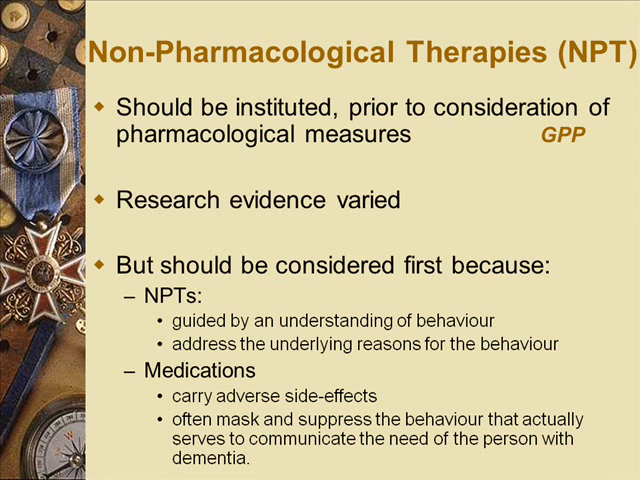 Non-Pharmacological Therapies (NPT)
Should be instituted, prior to consideration of
pharmacological measures GPP
Research evidence varied
But should be considered first because:
– NPTs:
• guided by an understanding of behaviour
• address the underlying reasons for the behaviour
– Medications
• carry adverse side-effects
• often mask and suppress the behaviour that actually
serves to communicate the need of the person with
dementia.